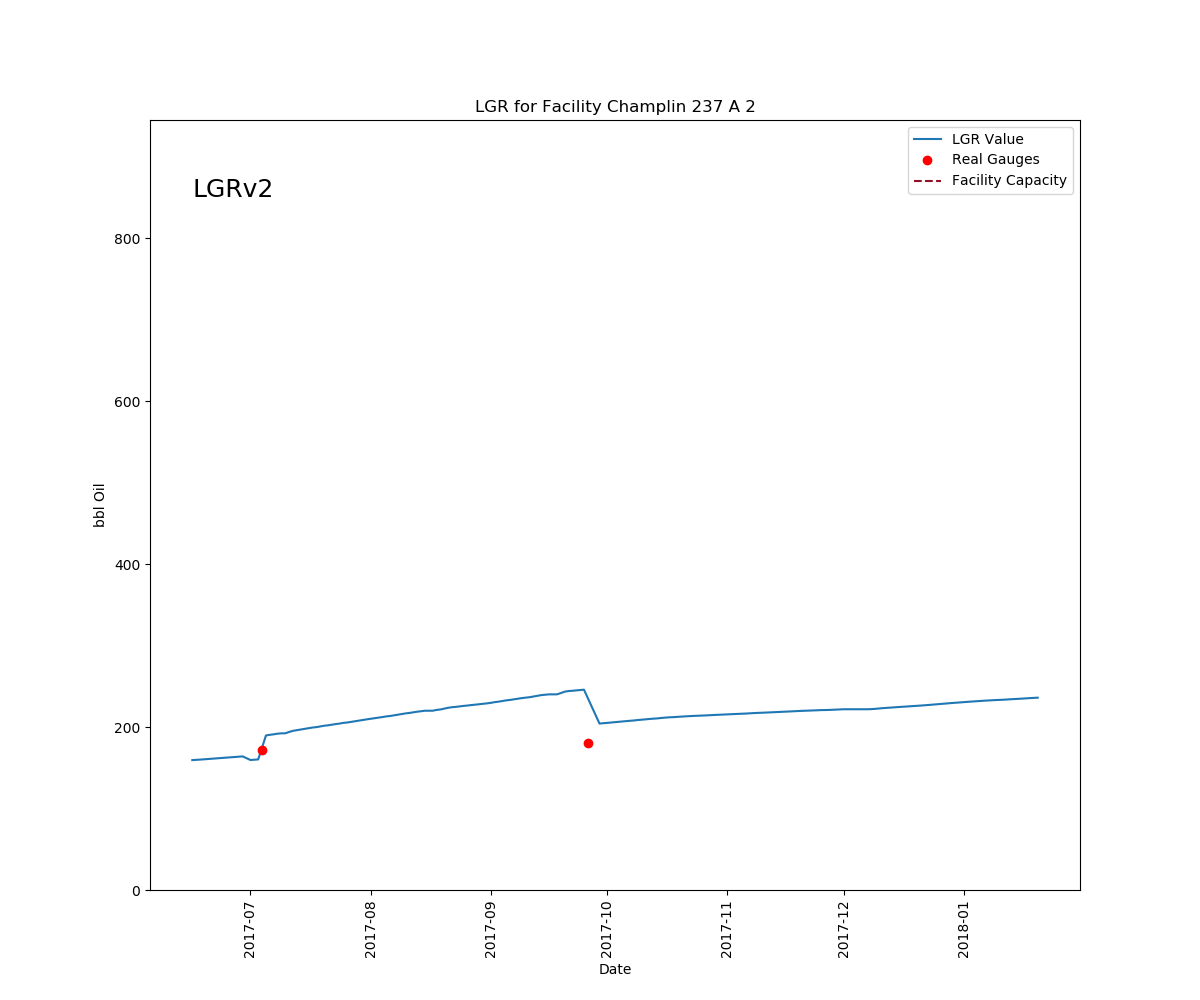 LGR for Facility Champlin 237 A 2
LGR Value
Real Gauges
Facility Capacity
LGRv2
800
600
400
200
0
bbl Oil
2017-07
2017-08
2017-09
2017-10
2017-11
2017-12
2018-01
Date